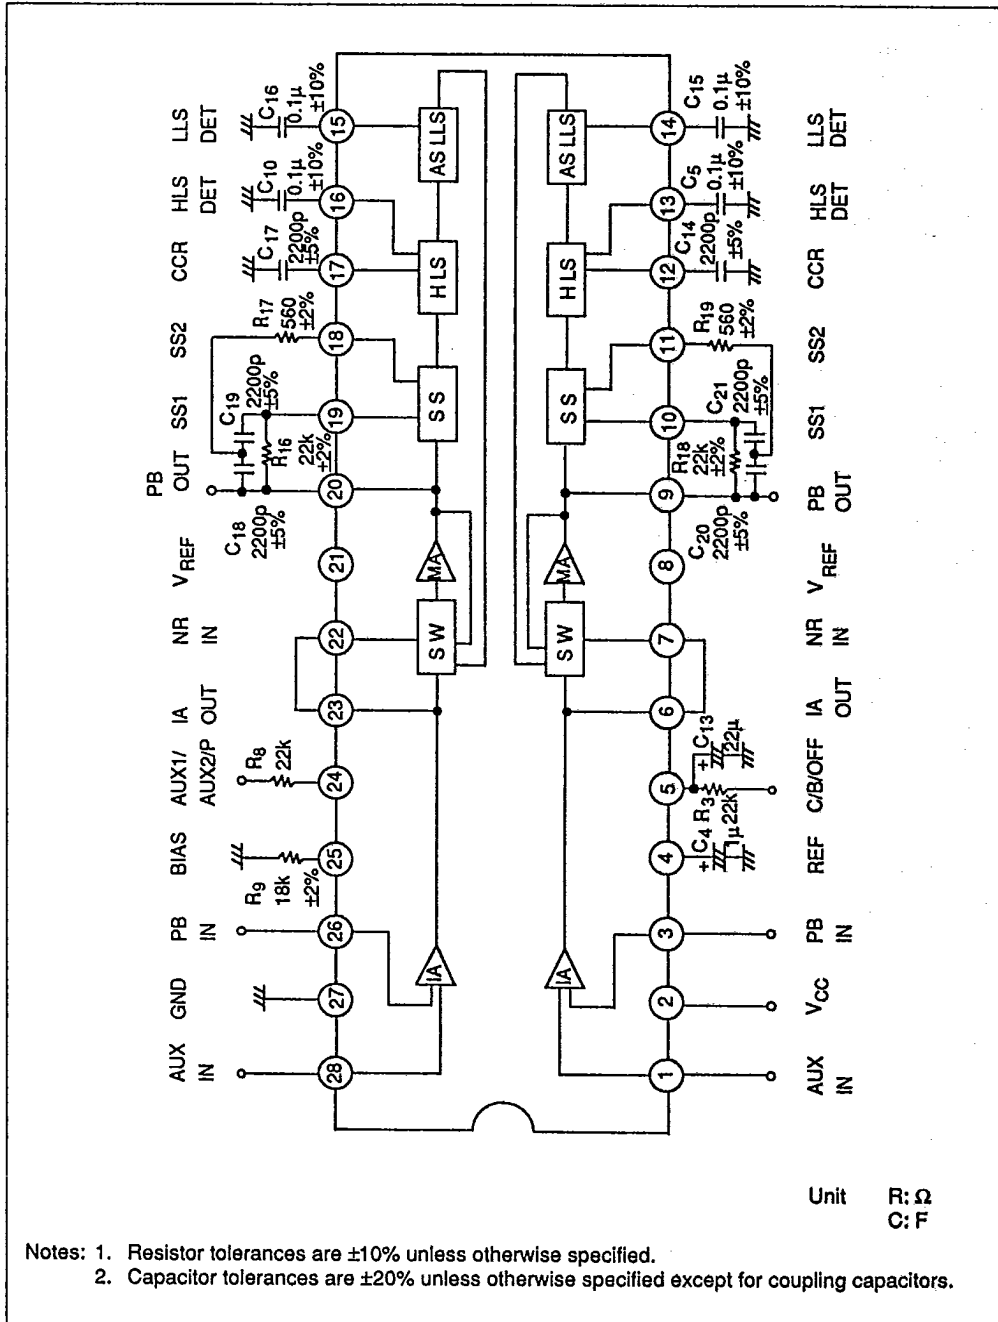 LLS
DET
C16
0.1μ
±10%
15
AS LLS
AS LLS
14
C15
0.1μ
±10%
LLS
DET
HLS
DET
C10
0.1μ
±10%
16
13
C5
0.1μ
±10%
HLS
DET
CCR
C17
2200p
±5%
17
HLS
HLS
12
C14
2200p
±5%
CCR
SS2
R17
560
±2%
18
11
R19
560
±2%
SS2
SS1
C19
2200p
±5%
19
SS
SS
10
C21
2200p
±5%
SS1
R16
22k
±2%
R18
22k
±2%
PB
OUT
20
9
PB
OUT
C18
2200p
±5%
C20
2200p
±5%
VREF
21
MA
MA
8
VREF
NR
IN
22
SW
SW
7
NR
IN
IA
OUT
23
6
IA
OUT
AUX1/
AUX2/P
R8
22k
24
5
+
C13
22μ
R3
22k
C/B/OFF
BIAS
R9
18k
±2%
25
4
+
C4
1μ
REF
PB
IN
26
IA
IA
3
PB
IN
GND
27
2
VCC
AUX
IN
28
1
AUX
IN
Unit R: Ω
C: F
Notes: 1. Resistor tolerances are ±10% unless otherwise specified.
2. Capacitor tolerances are ±20% unless otherwise specified except for coupling capacitors.